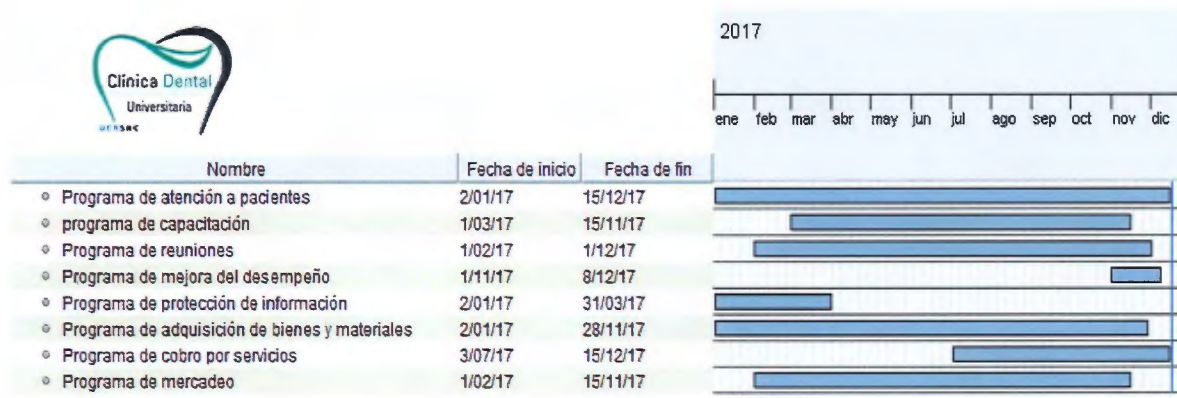 2017
Clínica Dental
Universitaria
ene feb mar abr may jun jul ago sep oct nov dic
Nombre Fecha de inicio Fecha de fin
Programa de atención a pacientes 2/01/17 15/12/17
programa de capacitación 1/03/17 15/11/17
Programa de reuniones 1/02/17 1/12/17
Programa de mejora del desempeño 1/11/17 8/12/17
Programa de protección de información 2/01/17 31/03/17
Programa de adquisición de bienes y materiales 2/01/17 28/11/17
Programa de cobro por servicios 3/07/17 15/12/17
Programa de mercadeo 1/02/17 15/11/17